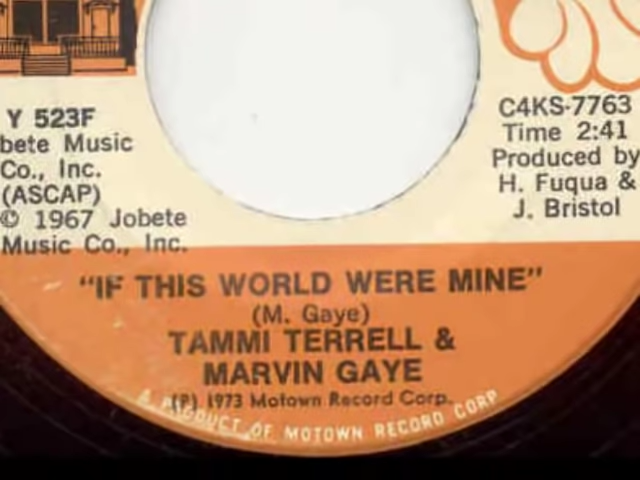 Y 523F
bete Music
Co., Inc.
(ASCAP)
© 1967 Jobete
Music Co., Inc.
C4KS-7763
Time 2:41
Produced by
H. Fuqua &
J. Bristol
"IF THIS WORLD WERE MINE"
(M. Gaye)
TAMMI TERRELL &
MARVIN GAYE
(P) 1973 Motown Record Corp.
A PRODUCT OF MOTOWN RECORD CORP